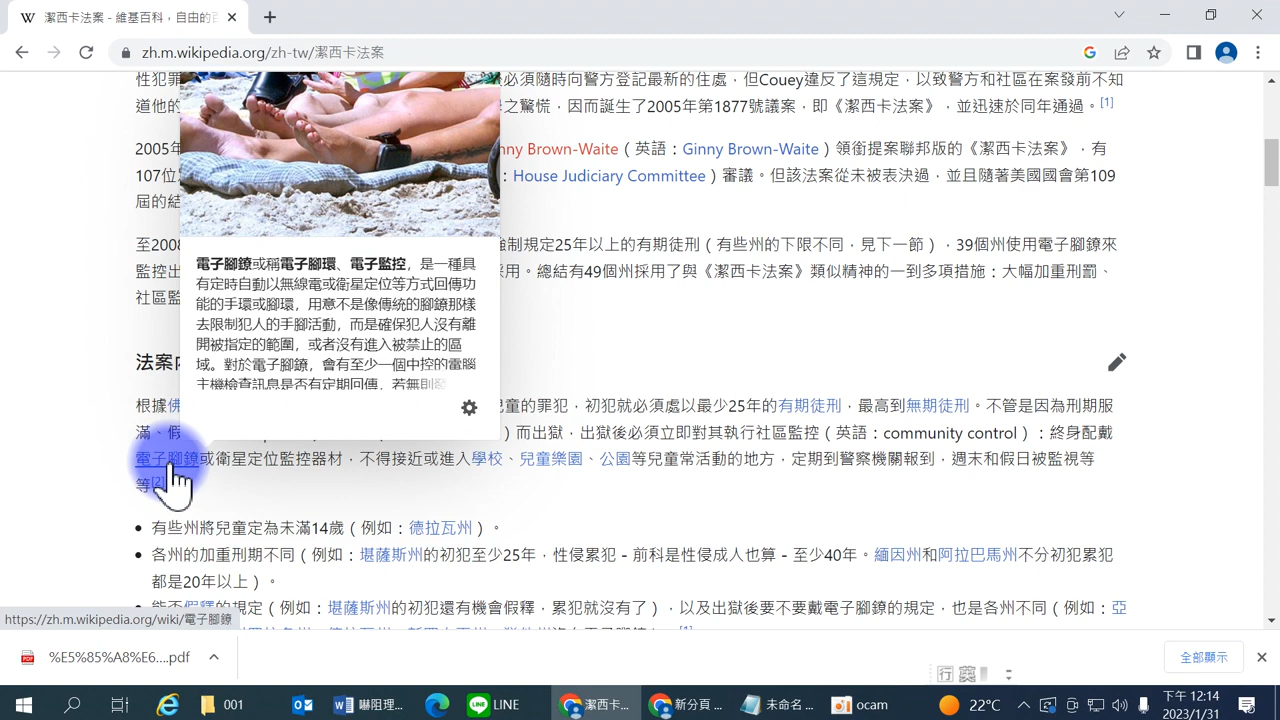 潔西卡法案 - 維基百科，自由的百
zh.m.wikipedia.org/zh-tw/潔西卡法案
性犯罪 必須隨時向警方登記最新的住處，但Couey違反了這規定，以致警方和社區在案發前不知
道他的 之驚慌，因而誕生了2005年第1877號議案，即《潔西卡法案》，並迅速於同年通過。[1]
2005年 nny Brown-Waite（英語：Ginny Brown-Waite）領銜提案聯邦版的《潔西卡法案》，有
107位 ：House Judiciary Committee）審議。但該法案從未被表決過，並且隨著美國國會第109
屆的結
至2008 強制規定25年以上的有期徒刑（有些州的下限不同，見下一節），39個州使用電子腳鐐來
監控出 採用。總結有49個州採用了與《潔西卡法案》類似精神的一到多項措施：大幅加重刑罰、
社區監
電子腳鐐或稱電子腳環、電子監控，是一種具
有定時自動以無線電或衛星定位等方式回傳功
能的手環或腳環，用意不是像傳統的腳鐐那樣
去限制犯人的手腳活動，而是確保犯人沒有離
開被指定的範圍，或者沒有進入被禁止的區
域。對於電子腳鐐，會有至少一個中控的電腦
主機檢查訊息是否有定期回傳，若無則發
法案內
根據佛 兒童的罪犯，初犯就必須處以最少25年的有期徒刑，最高到無期徒刑。不管是因為刑期服
滿、假 ）而出獄，出獄後必須立即對其執行社區監控（英語：community control）：終身配戴
電子腳鐐或衛星定位監控器材，不得接近或進入學校、兒童樂園、公園等兒童常活動的地方，定期到警察機關報到，週末和假日被監視等
等[2]
有些州將兒童定為未滿14歲（例如：德拉瓦州）。
各州的加重刑期不同（例如：堪薩斯州的初犯至少25年，性侵累犯－前科是性侵成人也算－至少40年。緬因州和阿拉巴馬州不分初犯累犯
都是20年以上）。
能否假釋的規定（例如：堪薩斯州的初犯還有機會假釋，累犯就沒有了），以及出獄後要不要戴電子腳鐐的規定，也是各州不同（例如：亞
[1]
https://zh.m.wikipedia.org/wiki/電子腳鐐
%E5%85%A8%E6....pdf
全部顯示
行 英
001
嚇阻理...
LINE
潔西卡...
新分頁 ...
未命名 ...
ocam
22°C
下午 12:14
2023/1/31